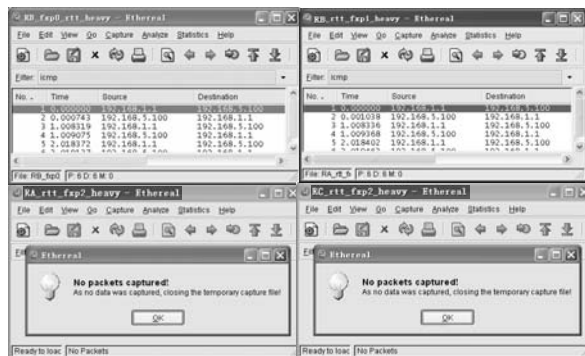 RB_fxp0_rtt_heavy - Ethereal
File Edit View Go Capture Analyze Statistics Help
Filter: icmp
No. . Time Source Destination
1 0.000000 192.168.1.1 192.168.5.100
2 0.000743 192.168.5.100 192.168.1.1
3 1.008319 192.168.1.1 192.168.5.100
4 1.009075 192.168.5.100 192.168.1.1
5 2.018372 192.168.1.1 192.168.5.100
File: RB_fxp0 P: 6 D: 6 M: 0
RB_rtt_fxp1_heavy - Ethereal
File Edit View Go Capture Analyze Statistics Help
Filter: icmp
No. . Time Source Destination
1 0.000000 192.168.1.1 192.168.5.100
2 0.001038 192.168.5.100 192.168.1.1
3 1.008336 192.168.1.1 192.168.5.100
4 1.009368 192.168.5.100 192.168.1.1
5 2.018402 192.168.1.1 192.168.5.100
P: 6 D: 6 M: 0
RA_rtt_fxp2_heavy - Ethereal
File Edit View Go Capture Analyze Statistics Help
Ethereal
No packets captured!
As no data was captured, closing the temporary capture file!
OK
Ready to loac No Packets
RC_rtt_fxp2_heavy - Ethereal
File Edit View Go Capture Analyze Statistics Help
Ethereal
No packets captured!
As no data was captured, closing the temporary capture file!
OK
Ready to loac No Packets